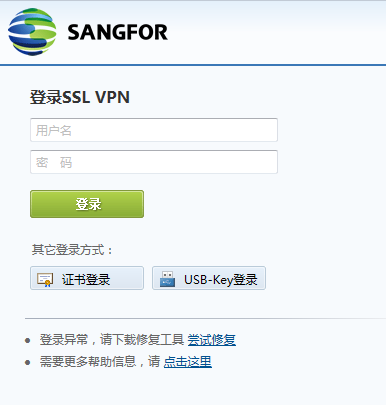 SANGFOR
登录SSL VPN
用户名
密 码
登录
其它登录方式：
证书登录 USB-Key登录
登录异常，请下载修复工具 尝试修复
需要更多帮助信息，请 点击这里